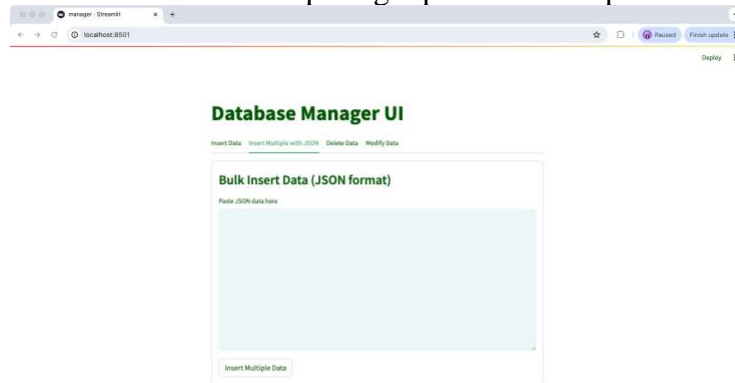 manager · Streamlit
localhost:8501
Paused
Finish update
Deploy
Database Manager UI
Insert Data Insert Multiple with JSON Delete Data Modify Data
Bulk Insert Data (JSON format)
Paste JSON data here
Insert Multiple Data